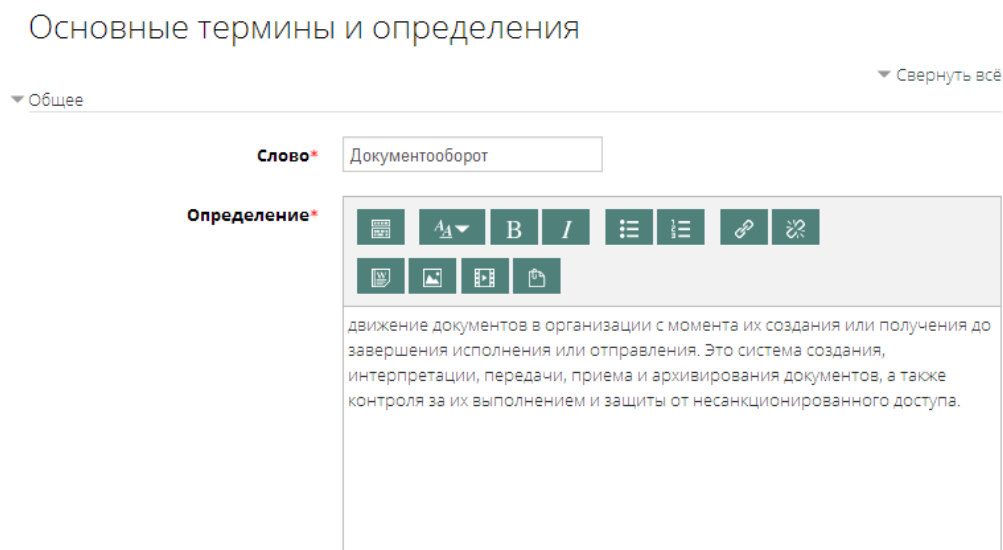 Основные термины и определения
Свернуть всё
Общее
Слово*
Документооборот
Определение*
движение документов в организации с момента их создания или получения до
завершения исполнения или отправления. Это система создания,
интерпретации, передачи, приема и архивирования документов, а также
контроля за их выполнением и защиты от несанкционированного доступа.